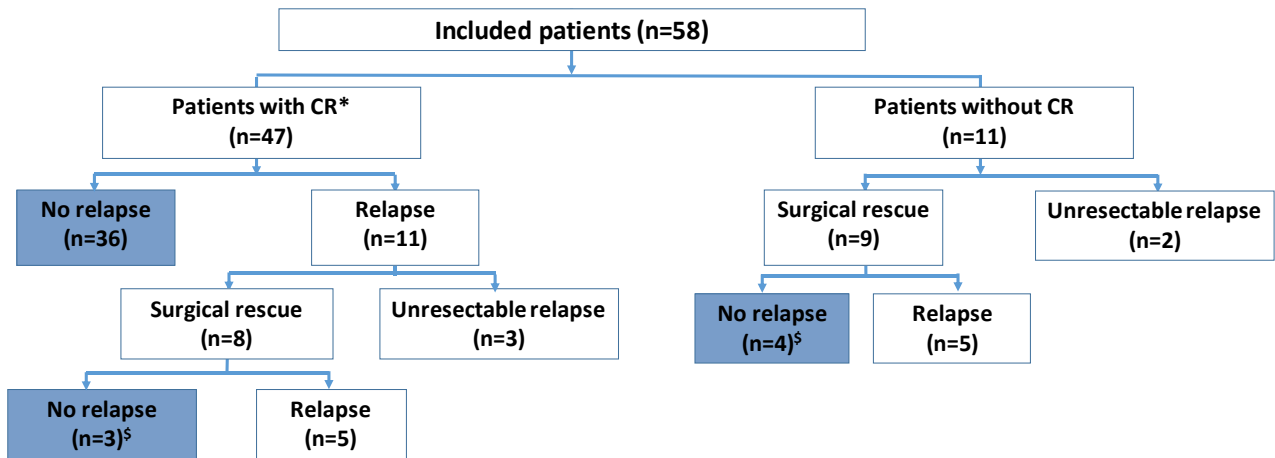 Included patients (n=58)
Patients with CR*
(n=47)
Patients without CR
(n=11)
No relapse
(n=36)
Relapse
(n=11)
Surgical rescue
(n=9)
Unresectable relapse
(n=2)
Surgical rescue
(n=8)
Unresectable relapse
(n=3)
No relapse
(n=4)$
Relapse
(n=5)
No relapse
(n=3)$
Relapse
(n=5)